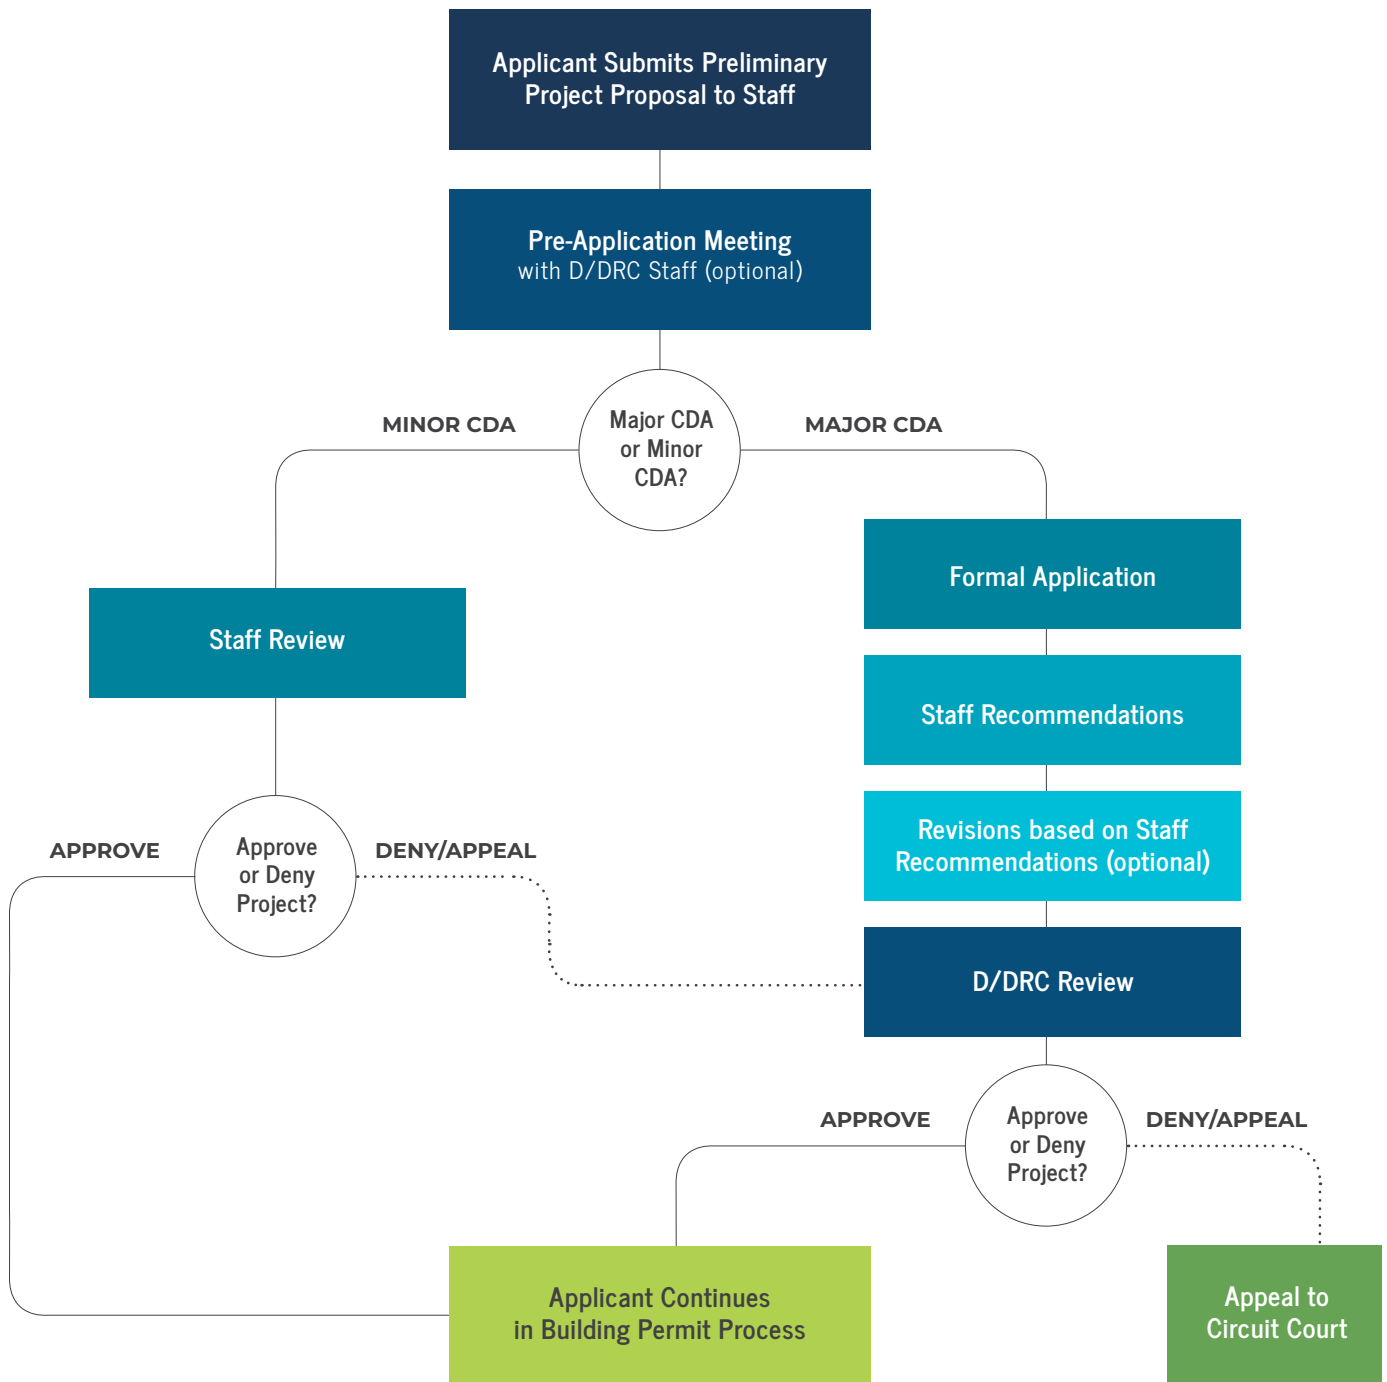 Applicant Submits Preliminary
Project Proposal to Staff
Pre-Application Meeting
with D/DRC Staff (optional)
Major CDA
or Minor
CDA?
MINOR CDA
MAJOR CDA
Formal Application
Staff Review
Staff Recommendations
Revisions based on Staff
Recommendations (optional)
APPROVE
Approve
or Deny
Project?
DENY/APPEAL
D/DRC Review
APPROVE
Approve
or Deny
Project?
DENY/APPEAL
Applicant Continues
in Building Permit Process
Appeal to
Circuit Court